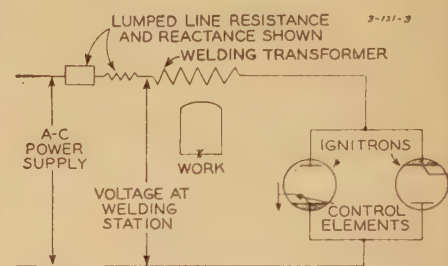 LUMPED LINE RESISTANCE
AND REACTANCE SHOWN
3-121-3
WELDING TRANSFORMER
A-C
POWER
SUPPLY
WORK
IGNITRONS
VOLTAGE AT
WELDING
STATION
CONTROL
ELEMENTS